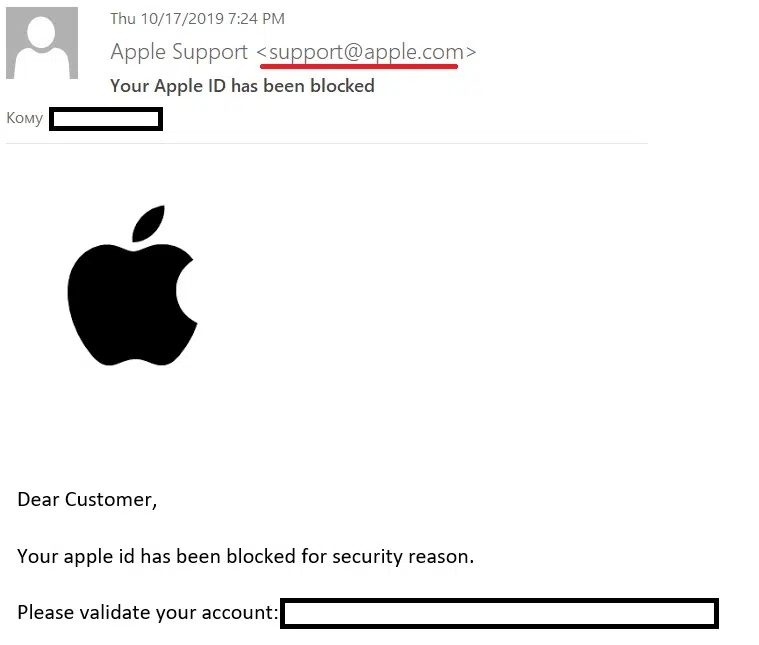 Thu 10/17/2019 7:24 PM
Apple Support <support@apple.com>
Your Apple ID has been blocked
Кому
Dear Customer,
Your apple id has been blocked for security reason.
Please validate your account: